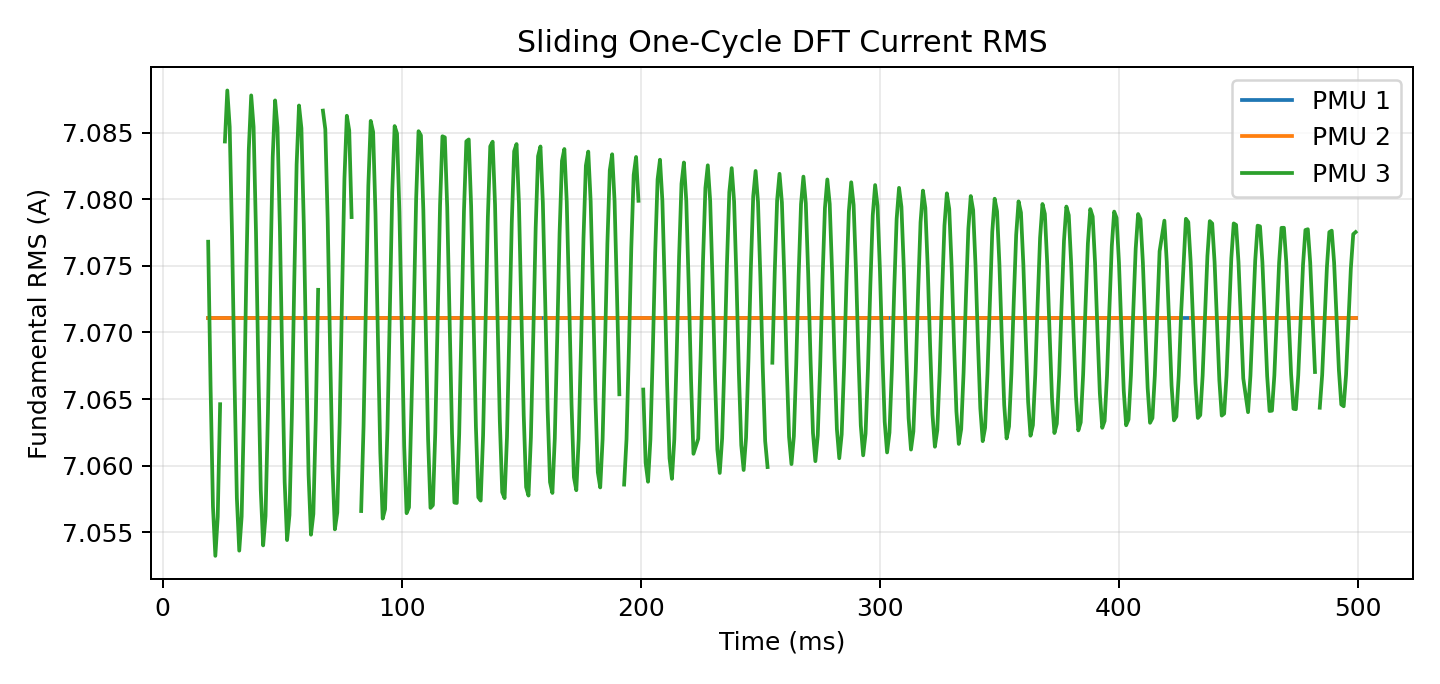 Sliding One-Cycle DFT Current RMS
PMU 1
PMU 2
PMU 3
Fundamental RMS (A)
7.085
7.080
7.075
7.070
7.065
7.060
7.055
0 100 200 300 400 500
Time (ms)